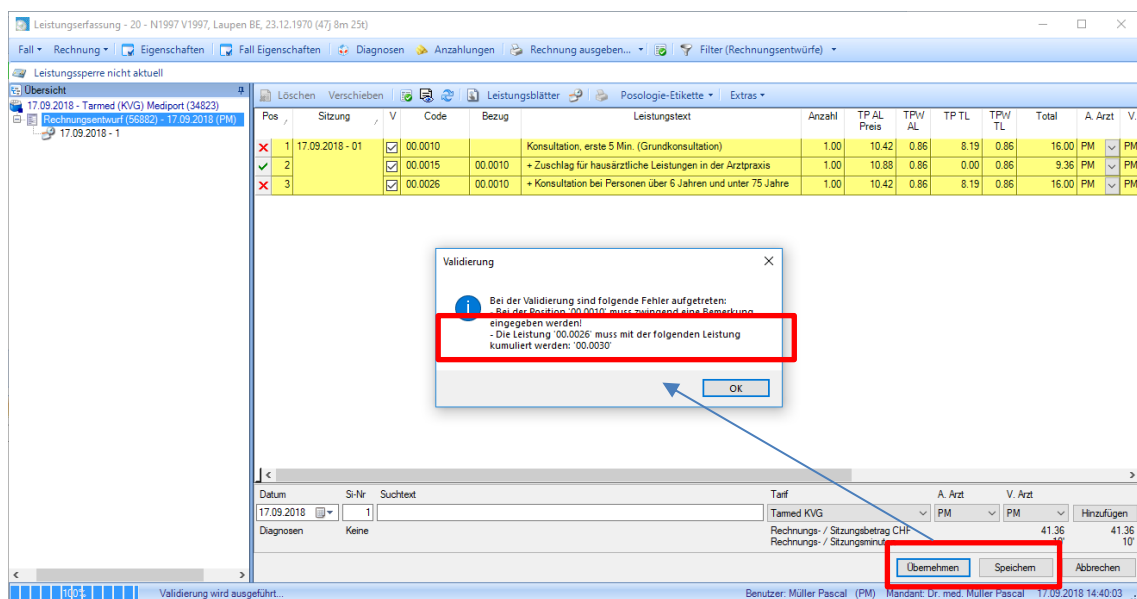 Leistungserfassung - 20 - N1997 V1997, Laupen BE, 23.12.1970 (47j 8m 25t)
Fall Rechnung Eigenschaften Fall Eigenschaften Diagnosen Anzahlungen Rechnung ausgeben... Filter (Rechnungsentwürfe)
Leistungssperre nicht aktuell
Übersicht
17.09.2018 - Tarmed (KVG) Mediport (34823)
Rechnungsentwurf (56882) - 17.09.2018 (PM)
17.09.2018 - 1
Löschen Verschieben Leistungsblätter Posologie-Etikette Extras
Pos Sitzung V Code Bezug Leistungstext Anzahl TP AL Preis TPW AL TP TL TPW TL Total A. Arzt V.
1 17.09.2018 - 01 00.0010 Konsultation, erste 5 Min. (Grundkonsultation) 1.00 10.42 0.86 8.19 0.86 16.00 PM PM
2 00.0015 00.0010 + Zuschlag für hausärztliche Leistungen in der Arztpraxis 1.00 10.88 0.86 0.00 0.86 9.36 PM PM
3 00.0026 00.0010 + Konsultation bei Personen über 6 Jahren und unter 75 Jahre 1.00 10.42 0.86 8.19 0.86 16.00 PM PM
Validierung
Bei der Validierung sind folgende Fehler aufgetreten:
- Bei der Position '00.0010' muss zwingend eine Bemerkung
eingegeben werden!
- Die Leistung '00.0026' muss mit der folgenden Leistung
kumuliert werden: '00.0030'
OK
Datum Si-Nr Suchtext Tarif A. Arzt V. Arzt
17.09.2018 1 Tarmed KVG PM PM Hinzufügen
Diagnosen Keine Rechnungs- / Sitzungsbetrag CHF 41.36 41.36
Rechnungs- / Sitzungsminuten 10' 10'
Übernehmen Speichern Abbrechen
100% Validierung wird ausgeführt... Benutzer: Müller Pascal (PM) Mandant: Dr. med. Müller Pascal 17.09.2018 14:40:03